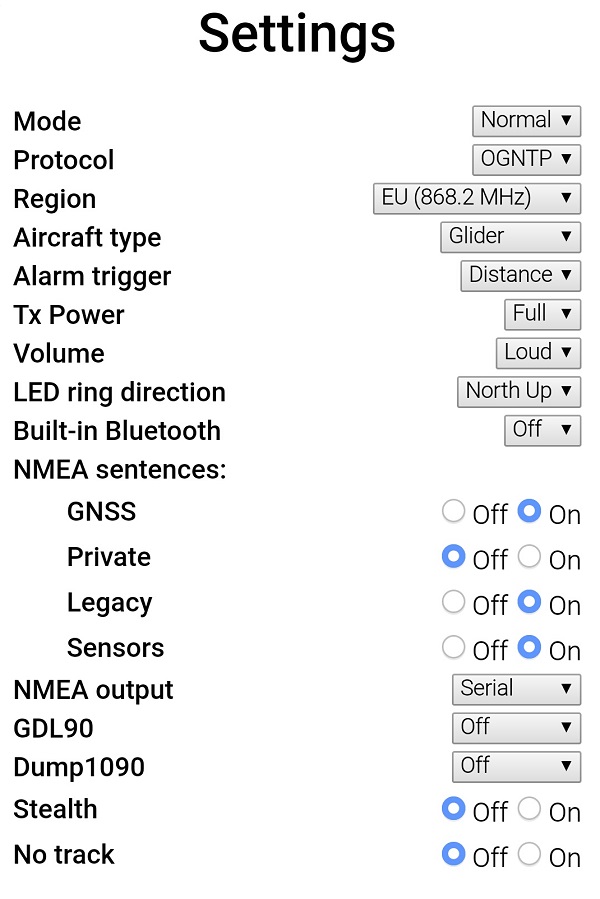 Settings
Mode Normal ▼
Protocol OGNTP ▼
Region EU (868.2 MHz) ▼
Aircraft type Glider ▼
Alarm trigger Distance ▼
Tx Power Full ▼
Volume Loud ▼
LED ring direction North Up ▼
Built-in Bluetooth Off ▼
NMEA sentences:
GNSS Off On
Private Off On
Legacy Off On
Sensors Off On
NMEA output Serial ▼
GDL90 Off ▼
Dump1090 Off ▼
Stealth Off On
No track Off On